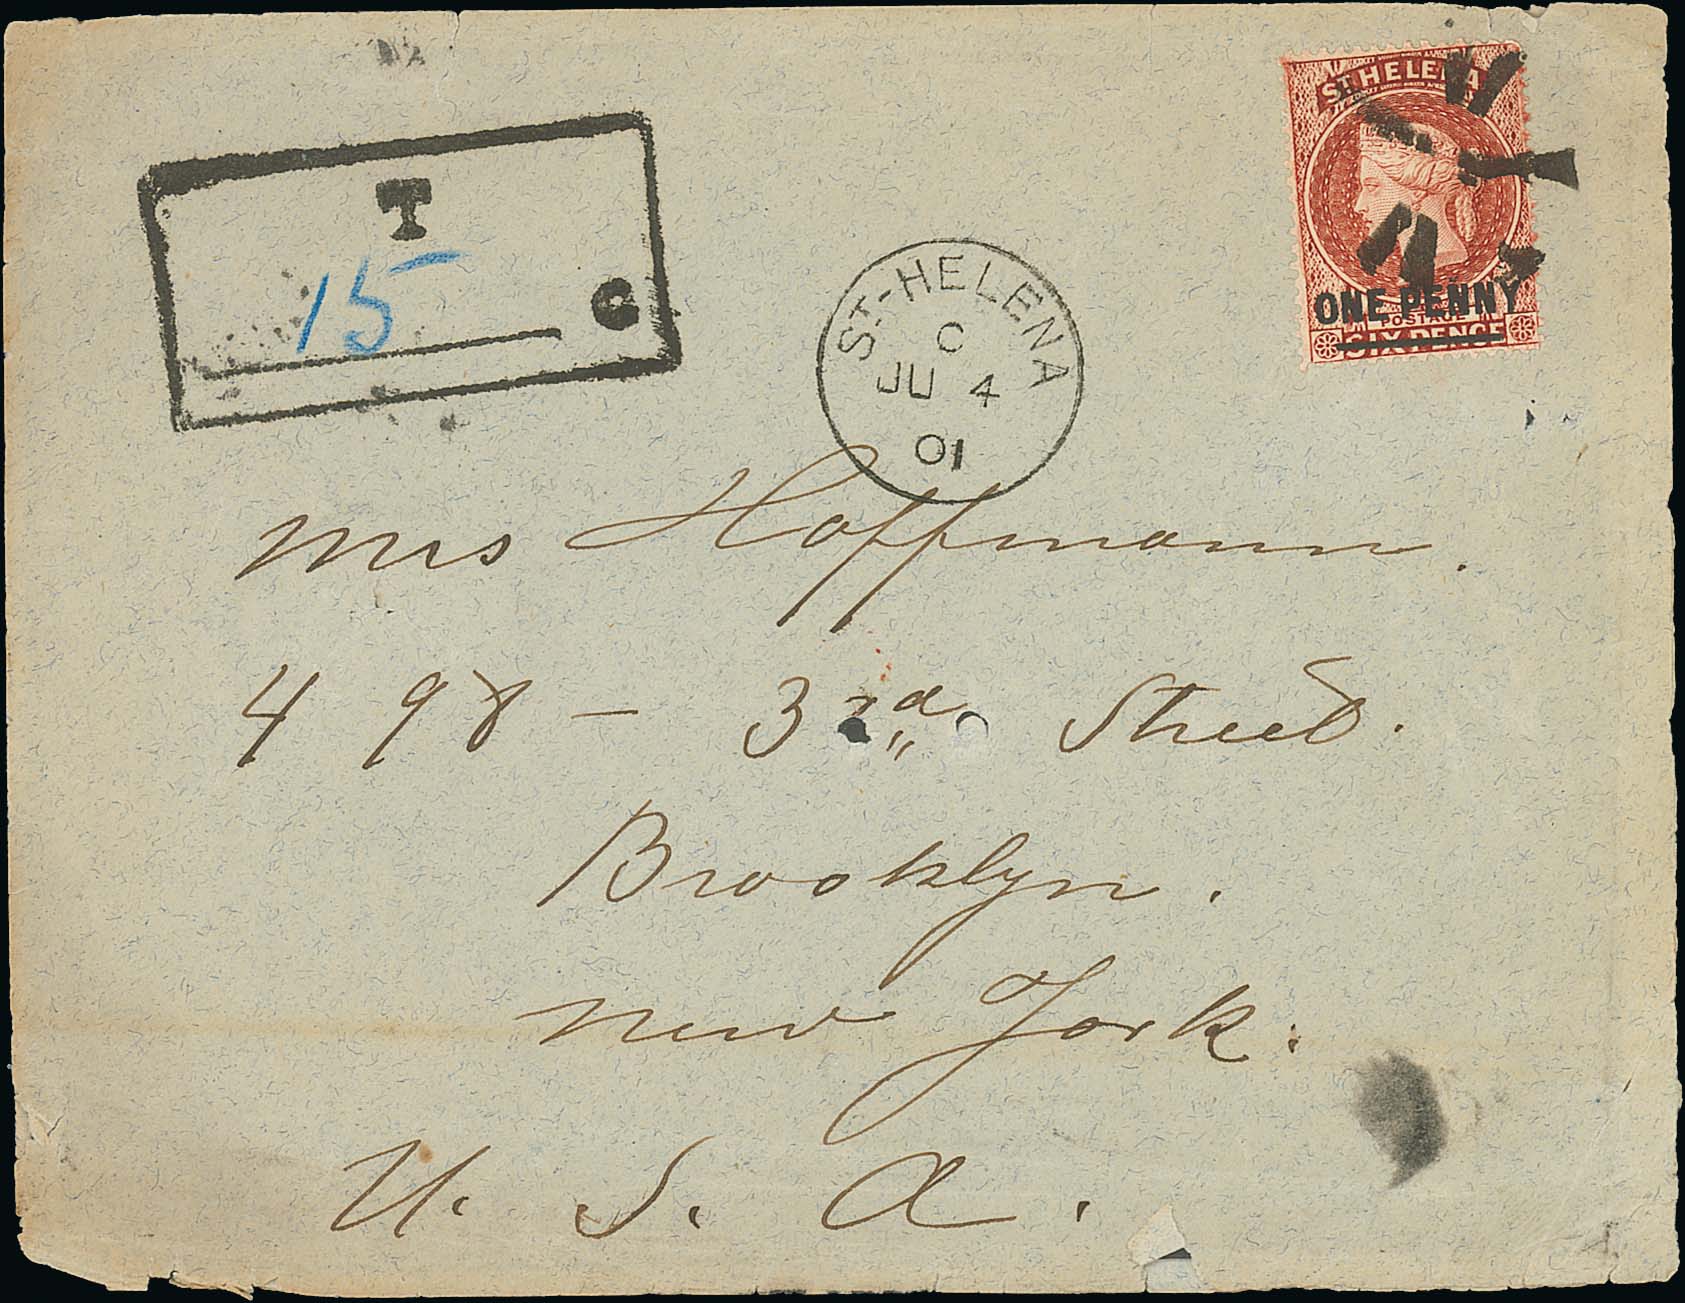 T
15
C
ST. HELENA
ONE PENNY
POSTAGE
SIX PENCE
ST-HELENA
C
JU 4
01
Mrs Hoffmann.
498 — 3rd Street.
Brooklyn.
New York.
U. S. A.